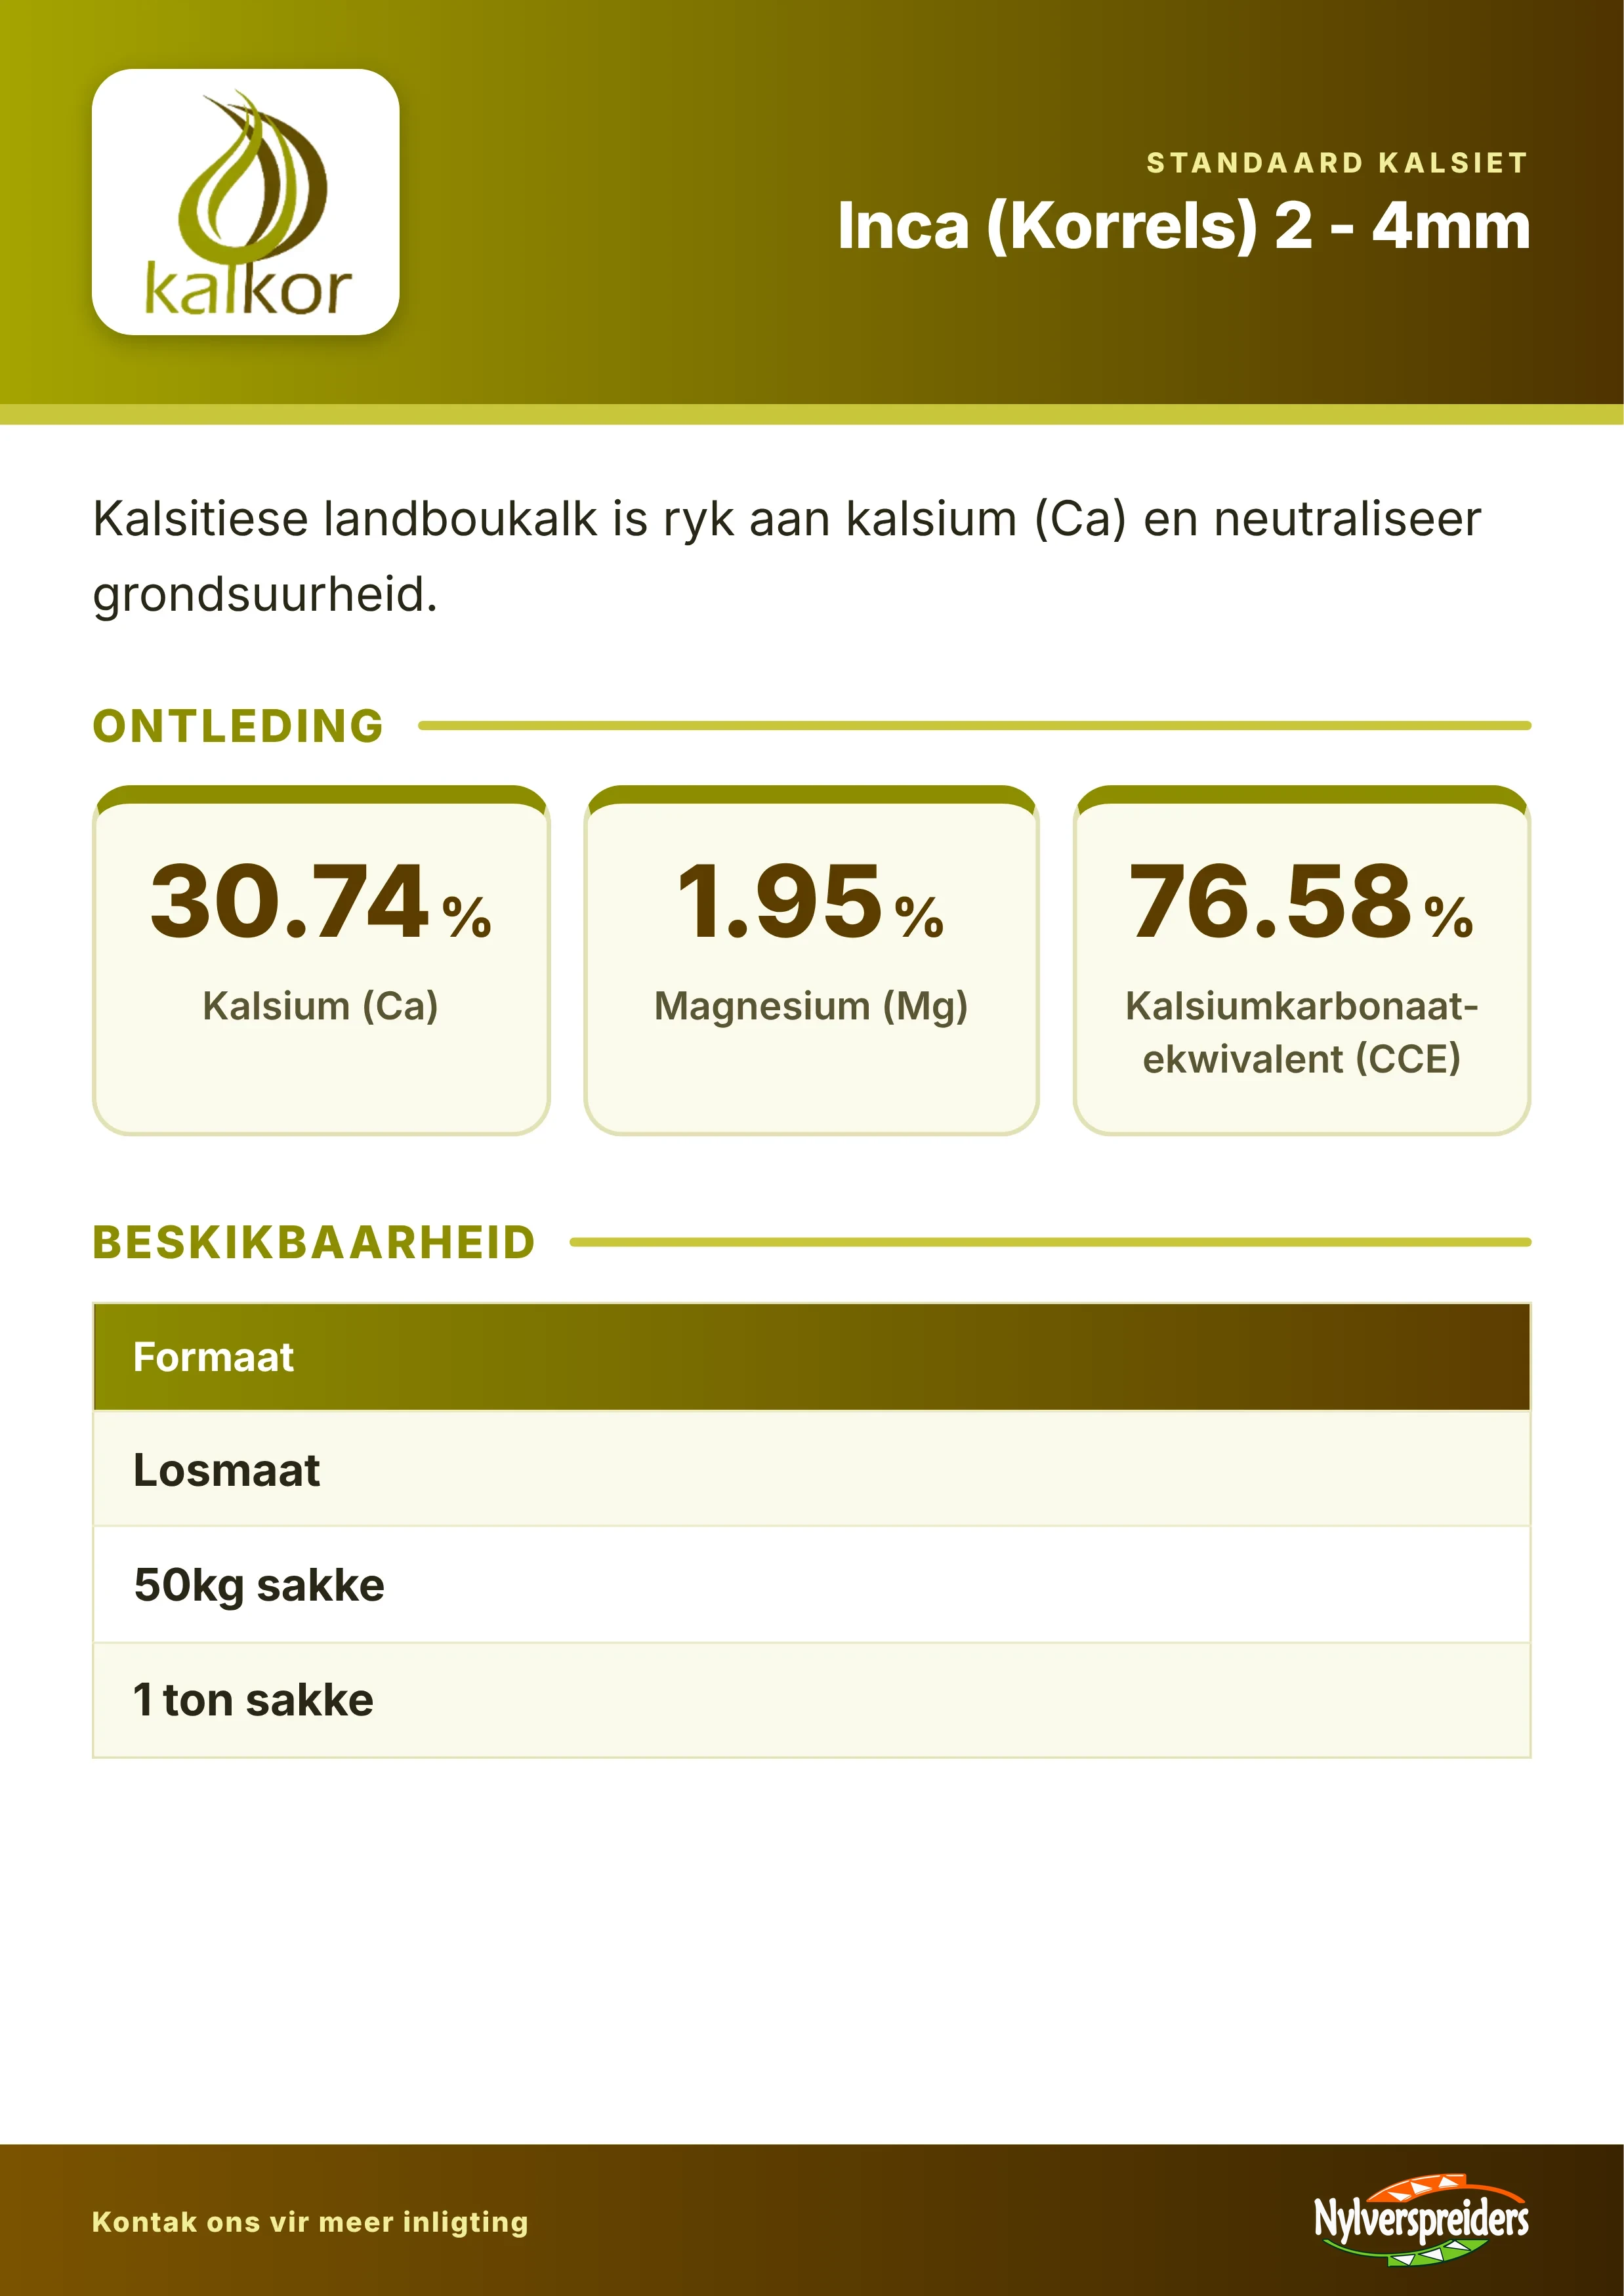 kalkor
STANDAARD KALSIET
Inca (Korrels) 2 - 4mm
Kalsitiese landboukalk is ryk aan kalsium (Ca) en neutraliseer
grondsuurheid.
ONTLEDING
30.74%
Kalsium (Ca)
1.95%
Magnesium (Mg)
76.58%
Kalsiumkarbonaat-
ekwivalent (CCE)
BESKIKBAARHEID
Formaat
Losmaat
50kg sakke
1 ton sakke
Kontak ons vir meer inligting
Nylverspreiders